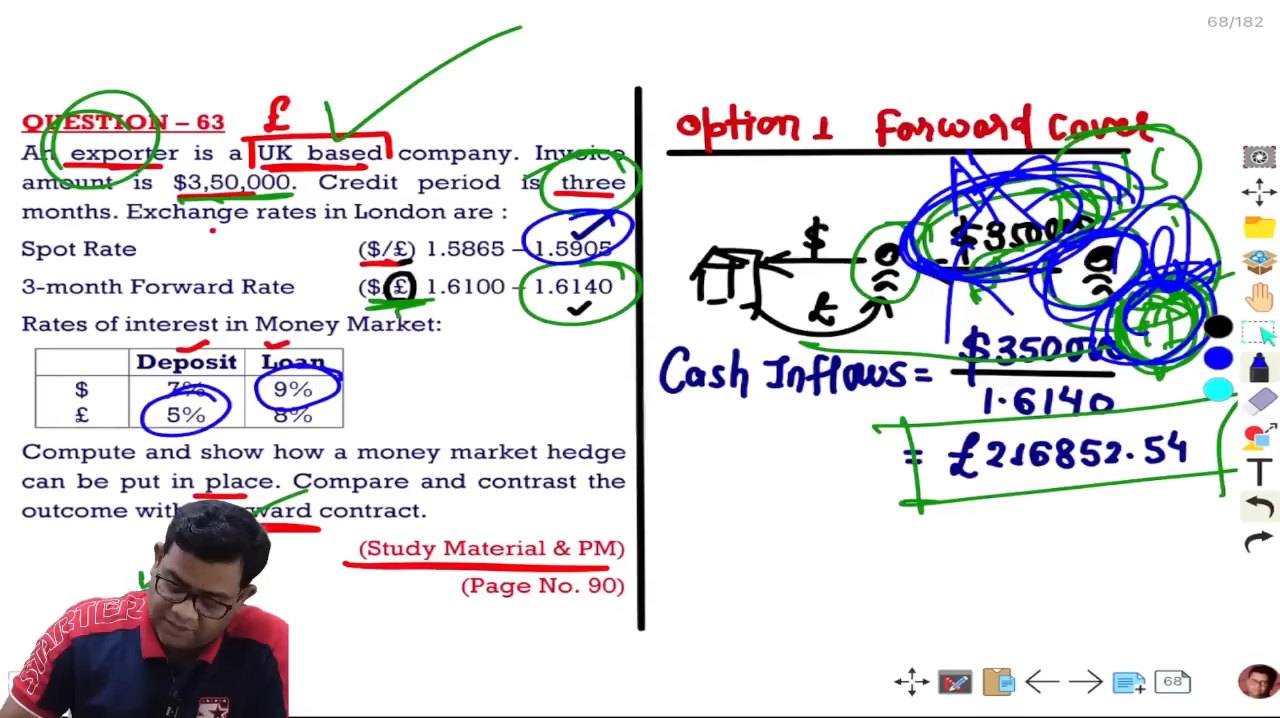 68/182
£
QUESTION – 63
An exporter is a UK based company. Invoice
amount is $3,50,000. Credit period is three
months. Exchange rates in London are :
Spot Rate ($/£) 1.5865 – 1.5905
3-month Forward Rate ($/£) 1.6100 – 1.6140
Rates of interest in Money Market:
Deposit Loan
$ 7% 9%
£ 5% 8%
Compute and show how a money market hedge
can be put in place. Compare and contrast the
outcome with forward contract.
(Study Material & PM)
(Page No. 90)
Option 1 Forward Cover
$ $350000
£
Cash Inflows = $350000
1.6140
= £216852.54
STARTER
T
68